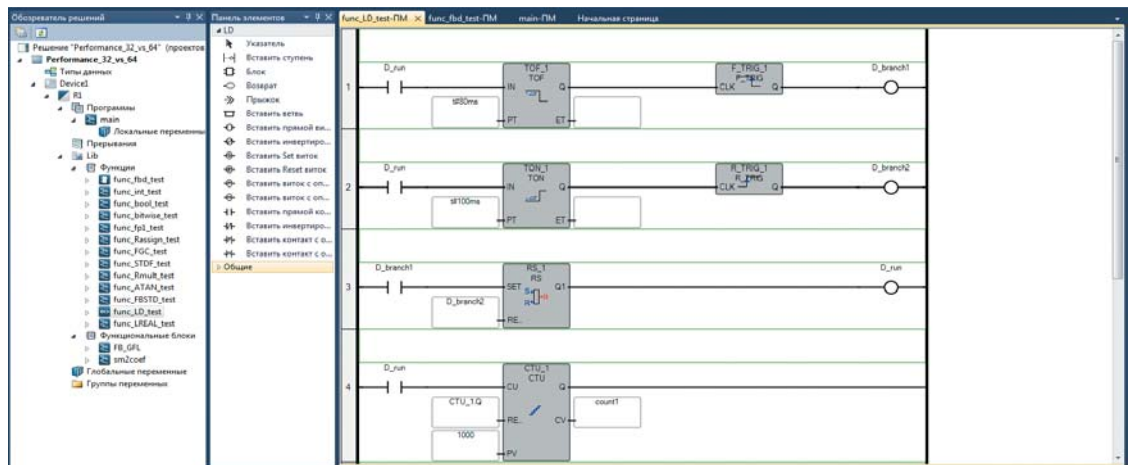 Обозреватель решений
Решение "Performance_32_vs_64" (проектов
Performance_32_vs_64
Типы данных
Device1
R1
Программы
main
Локальные переменны
Прерывания
Lib
Функции
func_fbd_test
func_int_test
func_bool_test
func_bitwise_test
func_fp1_test
func_Rassign_test
func_FGC_test
func_STDF_test
func_Rmult_test
func_ATAN_test
func_FBSTD_test
func_LD_test
func_LREAL_test
Функциональные блоки
FB_GFL
sm2coef
Глобальные переменные
Группы переменных
Панель элементов
LD
Указатель
Вставить ступень
Блок
Возврат
Прыжок
Вставить ветвь
Вставить прямой ви...
Вставить инвертиро...
Вставить Set виток
Вставить Reset виток
Вставить виток с оп...
Вставить виток с оп...
Вставить прямой ко...
Вставить инвертиро...
Вставить контакт с о...
Вставить контакт с о...
Общие
func_LD_test-ПМ func_fbd_test-ПМ main-ПМ Начальная страница
1
D_run TOF_1 F_TRIG_1 D_branch1
TOF F_TRIG
IN Q CLK Q
t#80ms
PT ET
2
D_run TON_1 R_TRIG_1 D_branch2
TON R_TRIG
IN Q CLK Q
t#100ms
PT ET
3
D_branch1 RS_1 D_run
RS
SET Q1
S
R
D_branch2
RE..
4
D_run CTU_1
CTU
CU Q
CTU_1.Q count1
RE.. CV
1000
PV